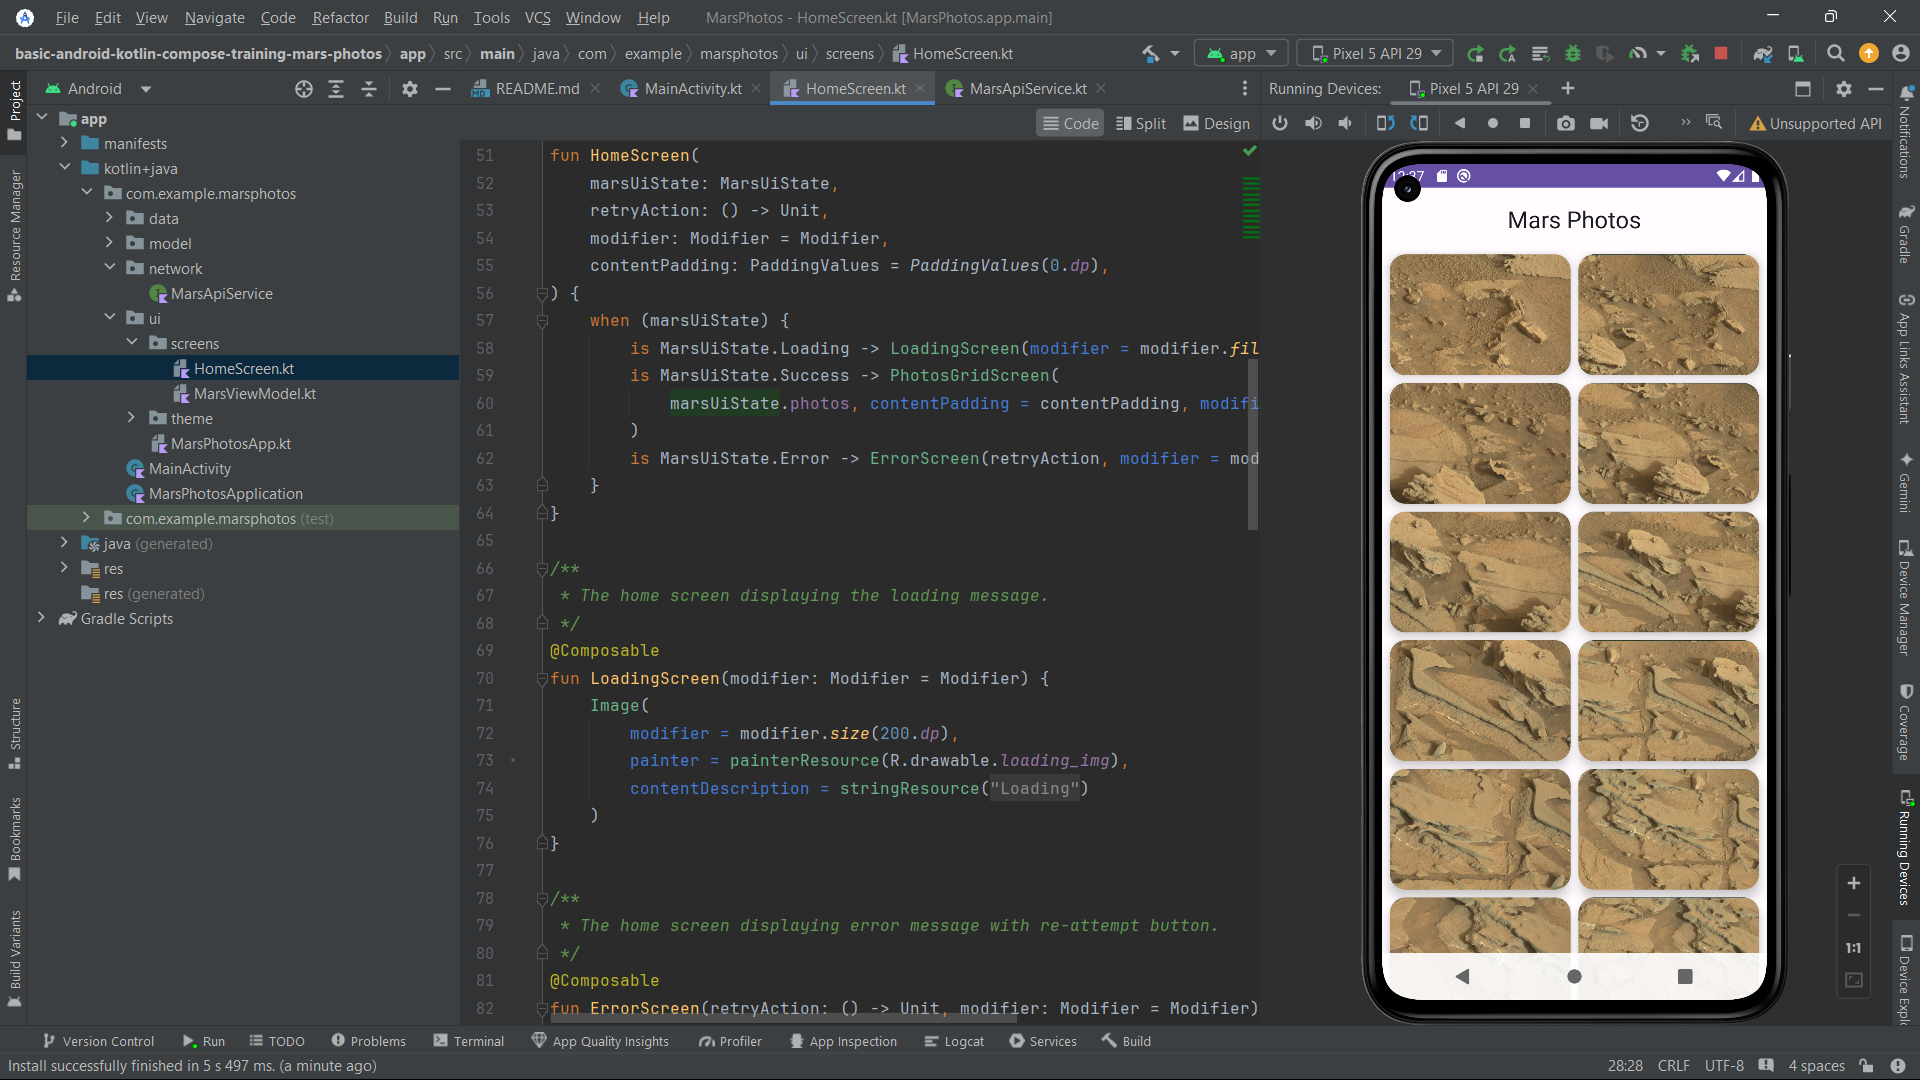 File Edit View Navigate Code Refactor Build Run Tools VCS Window Help MarsPhotos - HomeScreen.kt [MarsPhotos.app.main]
basic-android-kotlin-compose-training-mars-photos app src main java com example marsphotos ui screens HomeScreen.kt app Pixel 5 API 29
Android README.md MainActivity.kt HomeScreen.kt MarsApiService.kt Running Devices: Pixel 5 API 29
Code Split Design Unsupported API
Project
Resource Manager
Structure
Bookmarks
Build Variants
app
manifests
kotlin+java
com.example.marsphotos
data
model
network
MarsApiService
ui
screens
HomeScreen.kt
MarsViewModel.kt
theme
MarsPhotosApp.kt
MainActivity
MarsPhotosApplication
com.example.marsphotos (test)
java (generated)
res
res (generated)
Gradle Scripts
51 fun HomeScreen(
52 marsUiState: MarsUiState,
53 retryAction: () -> Unit,
54 modifier: Modifier = Modifier,
55 contentPadding: PaddingValues = PaddingValues(0.dp),
56 ) {
57 when (marsUiState) {
58 is MarsUiState.Loading -> LoadingScreen(modifier = modifier.fil
59 is MarsUiState.Success -> PhotosGridScreen(
60 marsUiState.photos, contentPadding = contentPadding, modifi
61 )
62 is MarsUiState.Error -> ErrorScreen(retryAction, modifier = mod
63 }
64 }
65
66 /**
67 * The home screen displaying the loading message.
68 */
69 @Composable
70 fun LoadingScreen(modifier: Modifier = Modifier) {
71 Image(
72 modifier = modifier.size(200.dp),
73 painter = painterResource(R.drawable.loading_img),
74 contentDescription = stringResource("Loading")
75 )
76 }
77
78 /**
79 * The home screen displaying error message with re-attempt button.
80 */
81 @Composable
82 fun ErrorScreen(retryAction: () -> Unit, modifier: Modifier = Modifier)
Mars Photos
1:1
Notifications
Gradle
App Links Assistant
Gemini
Device Manager
Coverage
Running Devices
Device Explo
Version Control Run TODO Problems Terminal App Quality Insights Profiler App Inspection Logcat Services Build
Install successfully finished in 5 s 497 ms. (a minute ago) 28:28 CRLF UTF-8 4 spaces